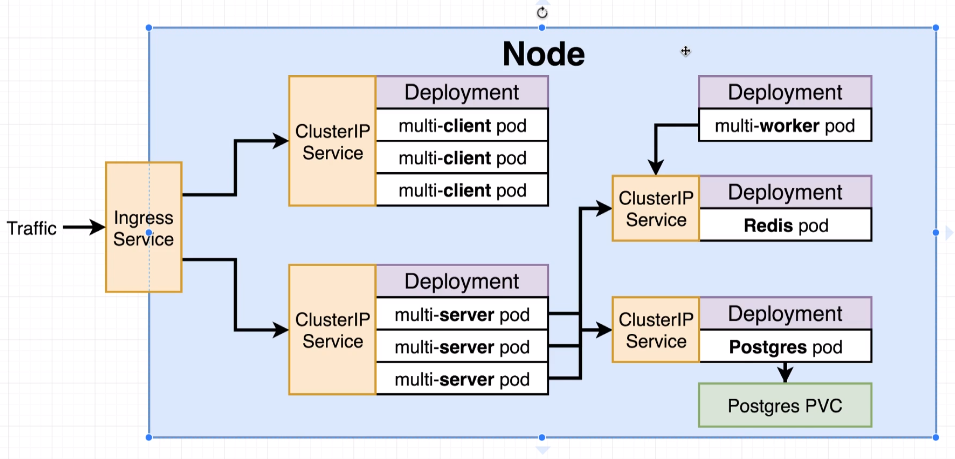 Node
Traffic
Ingress
Service
ClusterIP
Service
Deployment
multi-client pod
multi-client pod
multi-client pod
ClusterIP
Service
Deployment
multi-server pod
multi-server pod
multi-server pod
Deployment
multi-worker pod
ClusterIP
Service
Deployment
Redis pod
ClusterIP
Service
Deployment
Postgres pod
Postgres PVC